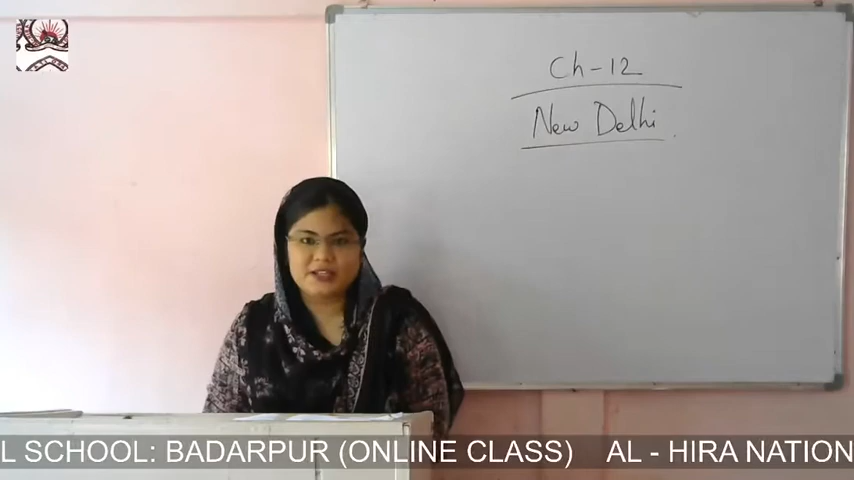 Ch-12
New Delhi.
L SCHOOL: BADARPUR (ONLINE CLASS) AL - HIRA NATION